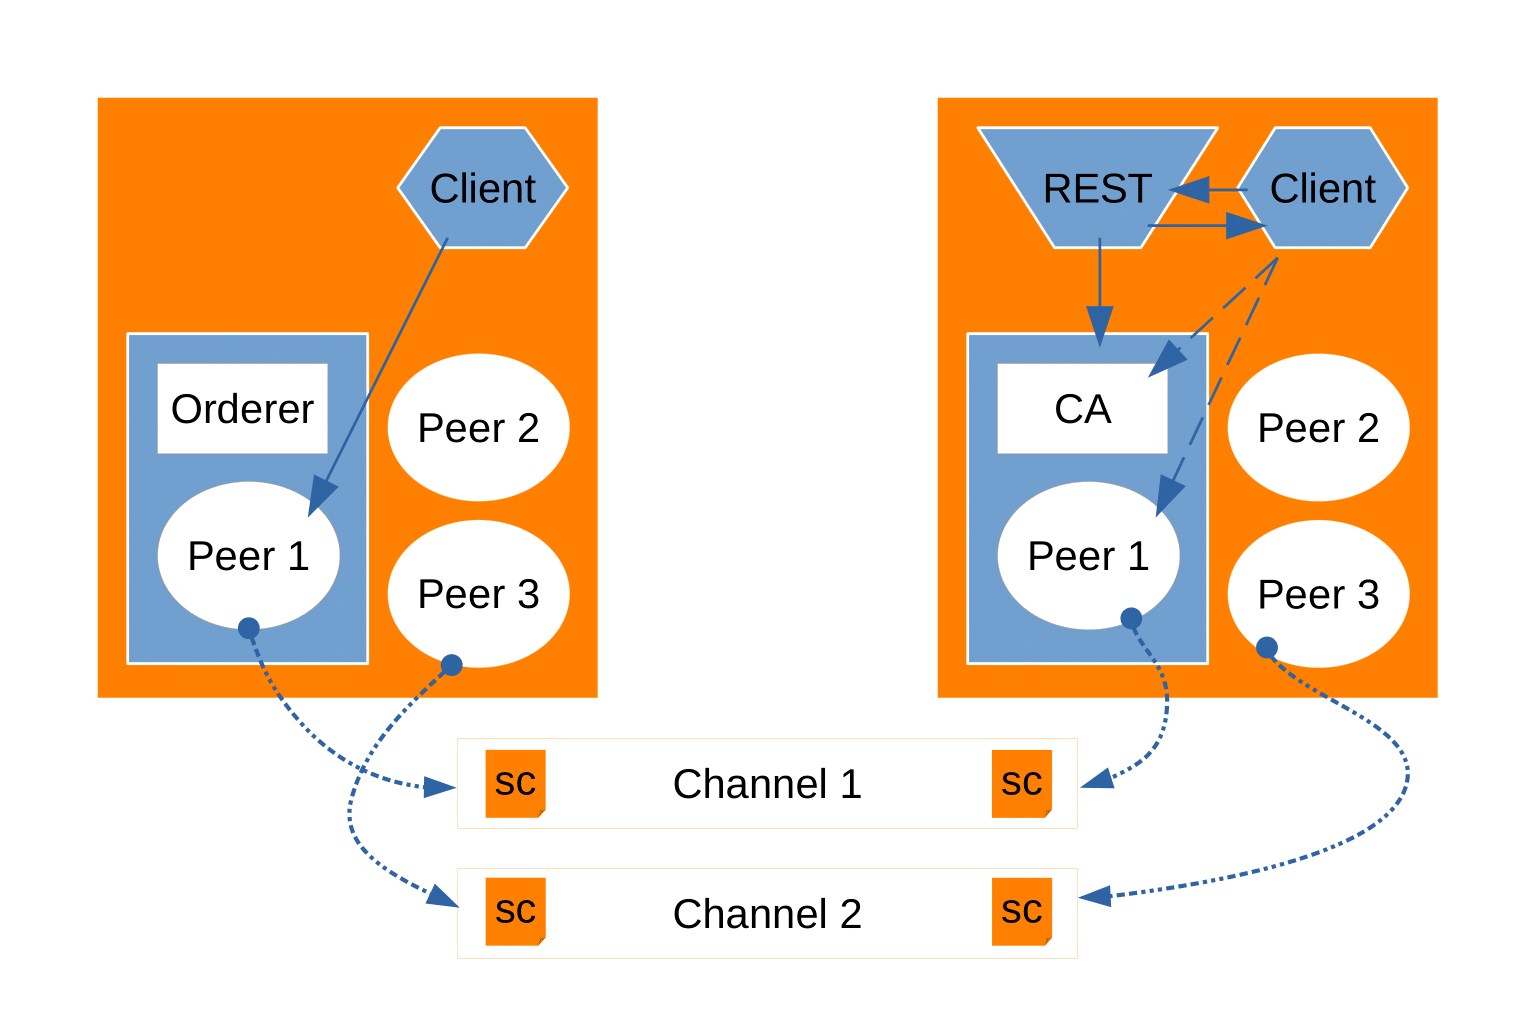 Client
Orderer
Peer 2
Peer 1
Peer 3
REST
Client
CA
Peer 2
Peer 1
Peer 3
sc
Channel 1
sc
sc
Channel 2
sc